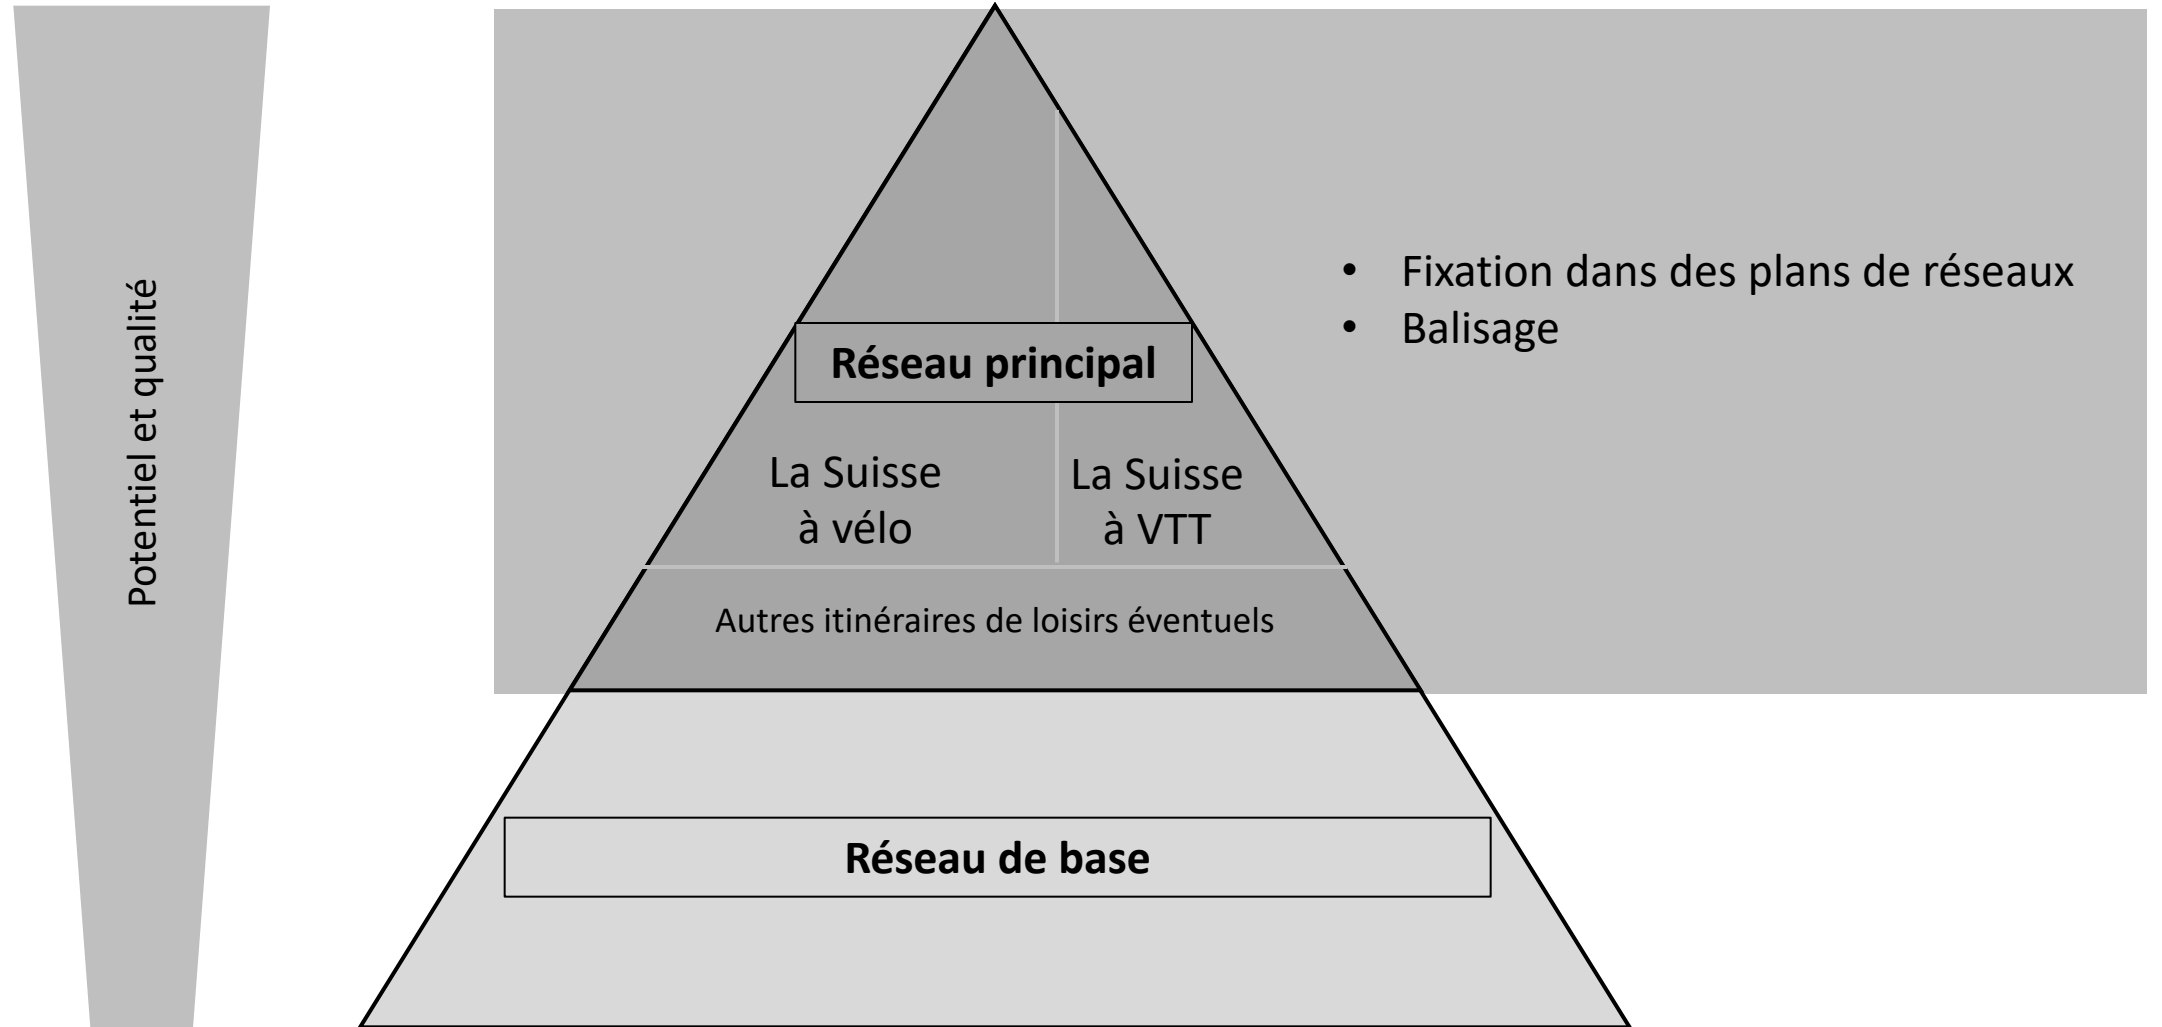 Potentiel et qualité
• Fixation dans des plans de réseaux
• Balisage
Réseau principal
La Suisse
à vélo
La Suisse
à VTT
Autres itinéraires de loisirs éventuels
Réseau de base